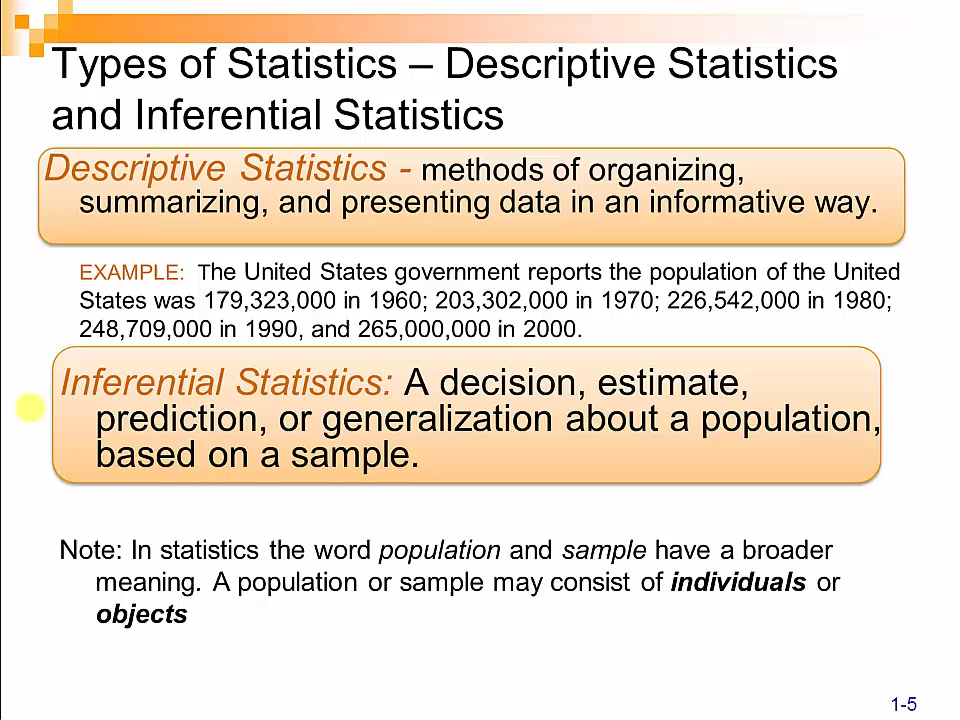 Types of Statistics – Descriptive Statistics
and Inferential Statistics
Descriptive Statistics - methods of organizing,
summarizing, and presenting data in an informative way.
EXAMPLE: The United States government reports the population of the United
States was 179,323,000 in 1960; 203,302,000 in 1970; 226,542,000 in 1980;
248,709,000 in 1990, and 265,000,000 in 2000.
Inferential Statistics: A decision, estimate,
prediction, or generalization about a population,
based on a sample.
Note: In statistics the word population and sample have a broader
meaning. A population or sample may consist of individuals or
objects
1-5